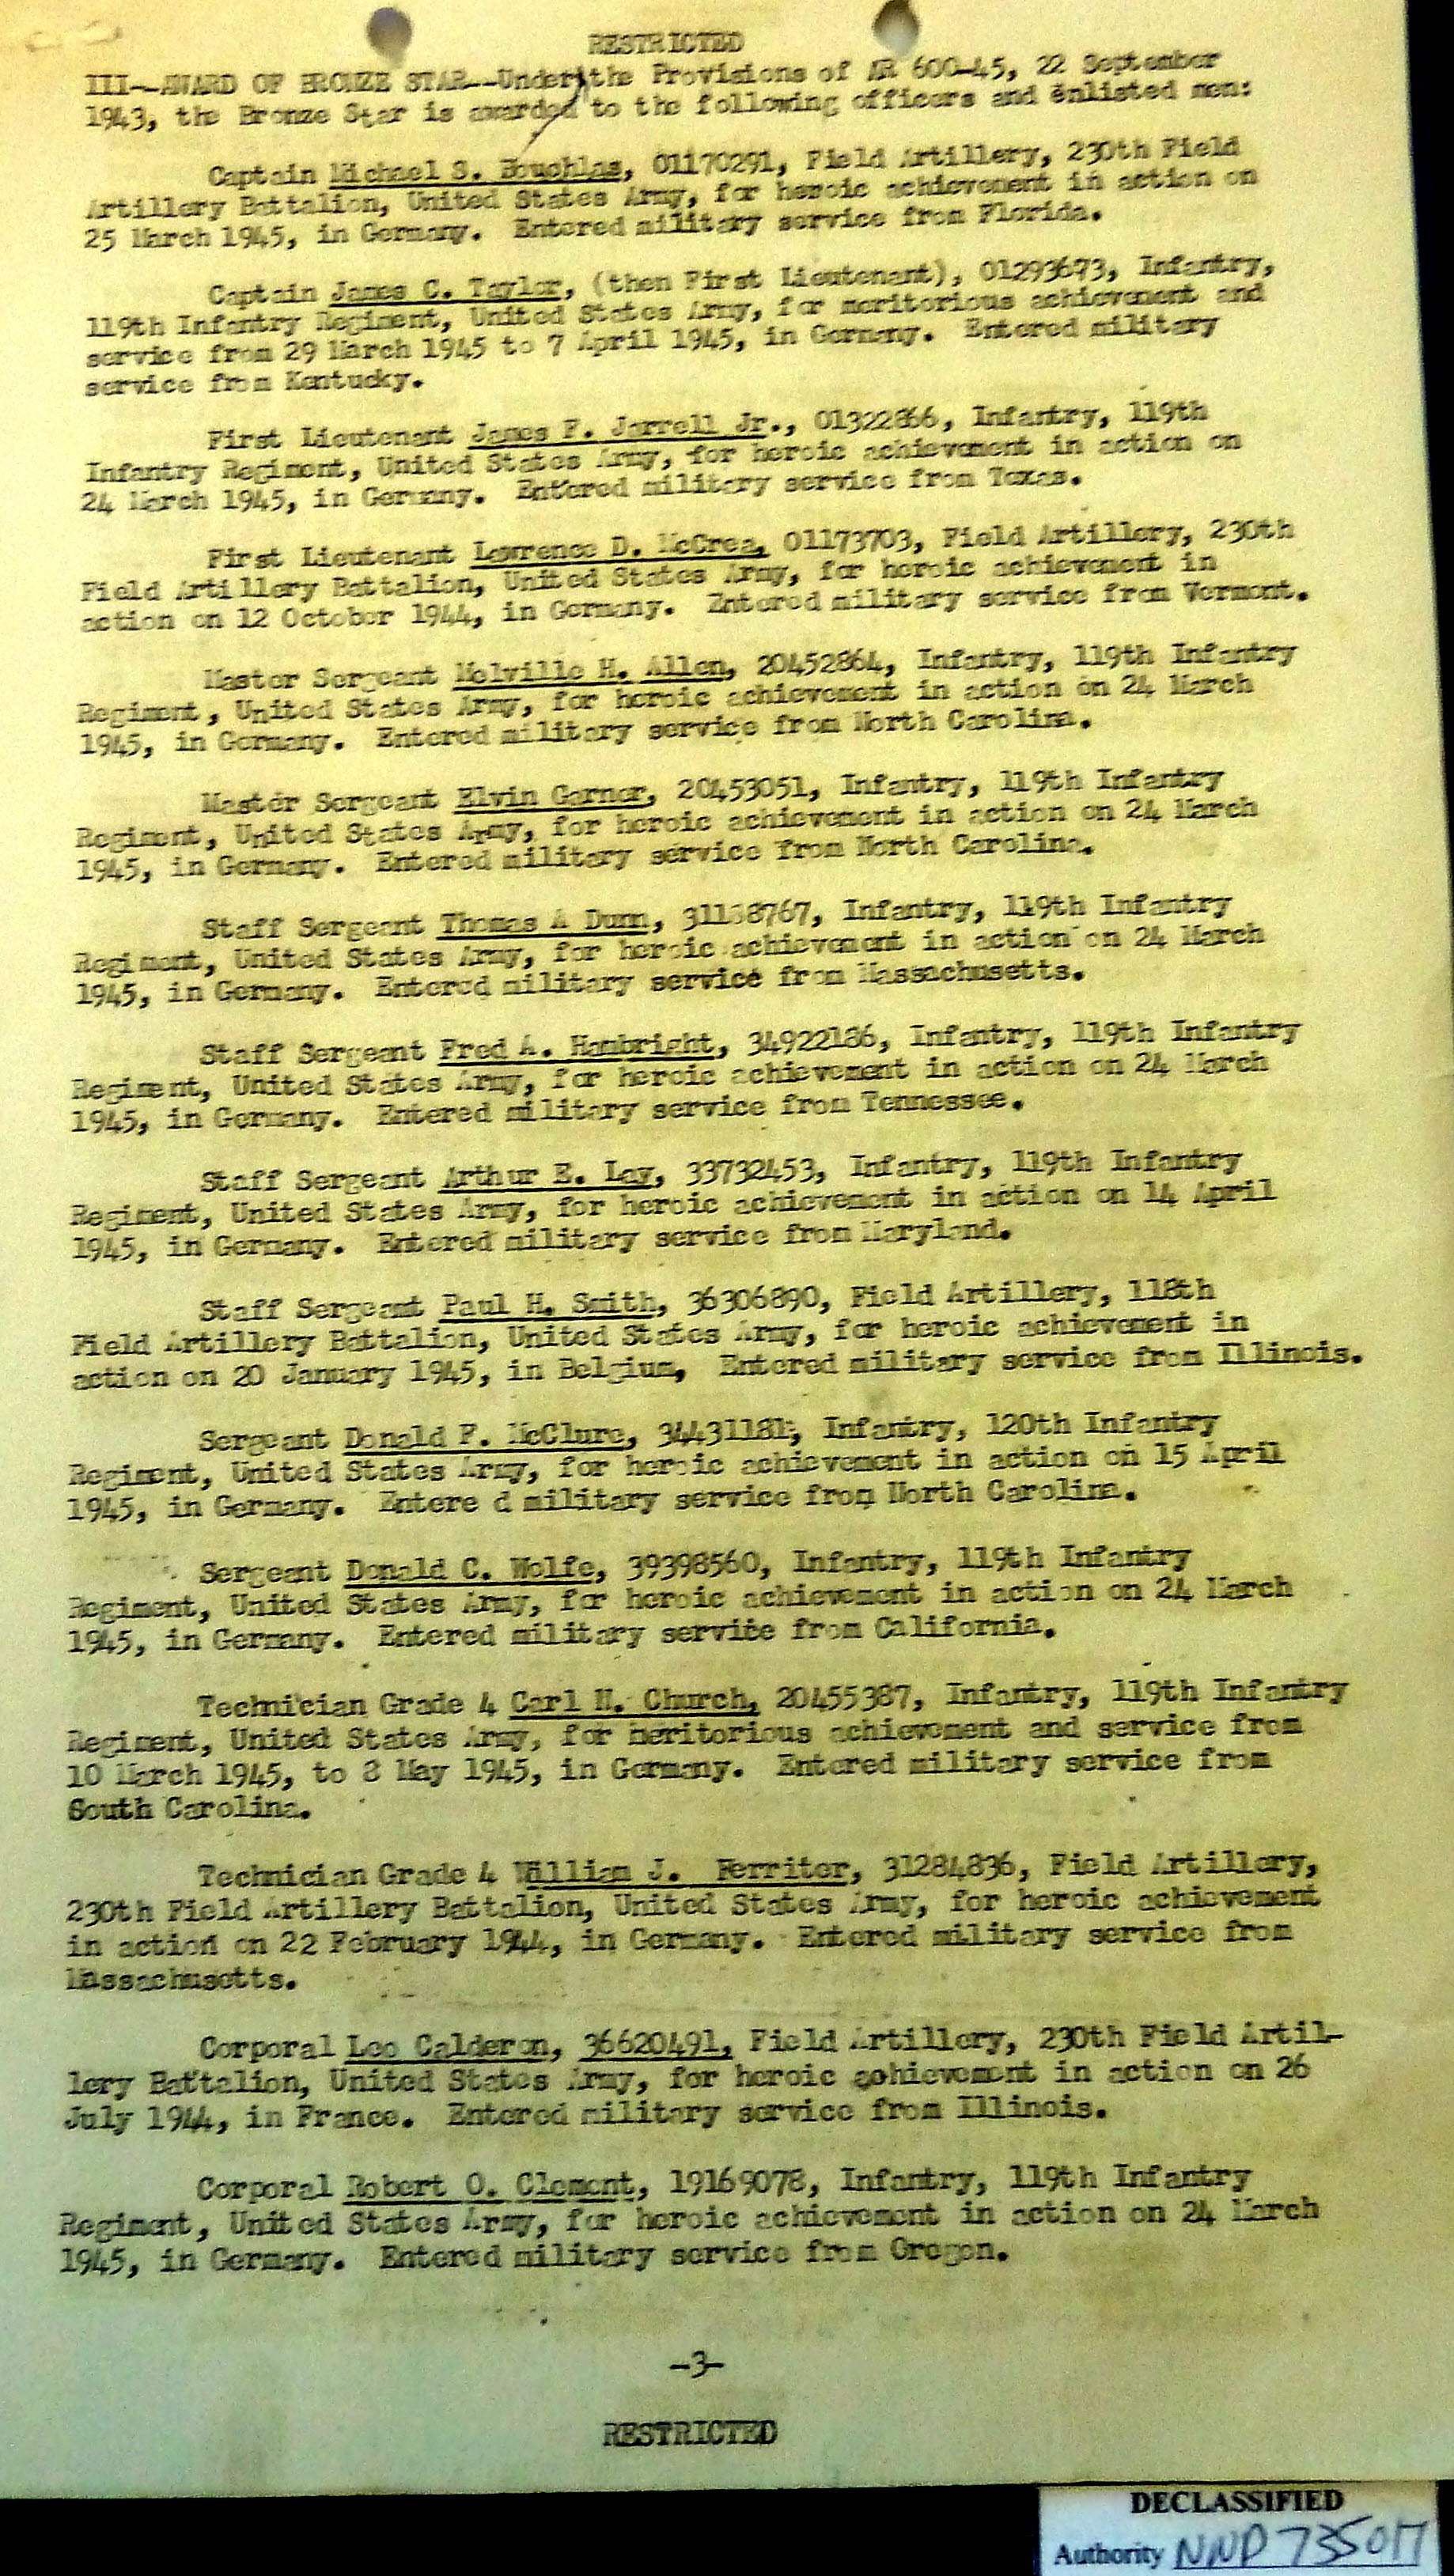 RESTRICTED
III--AWARD OF BRONZE STAR--Under the Provisions of AR 600-45, 22 September
1943, the Bronze Star is awarded to the following officers and enlisted men:
Captain Michael S. Bouchlas, 01170291, Field Artillery, 230th Field
Artillery Battalion, United States Army, for heroic achievement in action on
25 March 1945, in Germany. Entered military service from Florida.
Captain James C. Taylor, (then First Lieutenant), 01293673, Infantry,
119th Infantry Regiment, United States Army, for meritorious achievement and
service from 29 March 1945 to 7 April 1945, in Germany. Entered military
service from Kentucky.
First Lieutenant James F. Jarrell Jr., 01322866, Infantry, 119th
Infantry Regiment, United States Army, for heroic achievement in action on
24 March 1945, in Germany. Entered military service from Texas.
First Lieutenant Lawrence D. McCrea, 01173703, Field Artillery, 230th
Field Artillery Battalion, United States Army, for heroic achievement in
action on 12 October 1944, in Germany. Entered military service from Vermont.
Master Sergeant Melville H. Allen, 20452864, Infantry, 119th Infantry
Regiment, United States Army, for heroic achievement in action on 24 March
1945, in Germany. Entered military service from North Carolina.
Master Sergeant Elvin Garner, 20453051, Infantry, 119th Infantry
Regiment, United States Army, for heroic achievement in action on 24 March
1945, in Germany. Entered military service from North Carolina.
Staff Sergeant Thomas A Dunn, Infantry, 119th Infantry
Regiment, United States Army, for heroic achievement in action on 24 March
1945, in Germany. Entered military service from Massachusetts.
Staff Sergeant Fred A. Hambright, 34922186, Infantry, 119th Infantry
Regiment, United States Army, for heroic achievement in action on 24 March
1945, in Germany. Entered military service from Tennessee.
Staff Sergeant Arthur E. Lay, 33732453, Infantry, 119th Infantry
Regiment, United States Army, for heroic achievement in action on 14 April
1945, in Germany. Entered military service from Maryland.
Staff Sergeant Paul H. Smith, 36306890, Field Artillery, 118th
Field Artillery Battalion, United States Army, for heroic achievement in
action on 20 January 1945, in Belgium, Entered military service from Illinois.
Sergeant Donald F. McClure, 34431181, Infantry, 120th Infantry
Regiment, United States Army, for heroic achievement in action on 15 April
1945, in Germany. Entere d military service from North Carolina.
Sergeant Donald C. Wolfe, 39398560, Infantry, 119th Infantry
Regiment, United States Army, for heroic achievement in action on 24 March
1945, in Germany. Entered military service from California.
Technician Grade 4 Carl N. Church, 20455387, Infantry, 119th Infantry
Regiment, United States Army, for meritorious achievement and service from
10 March 1945, to 8 May 1945, in Germany. Entered military service from
South Carolina.
Technician Grade 4 William J. Ferriter, 31284836, Field Artillery,
230th Field Artillery Battalion, United States Army, for heroic achievement
in action on 22 February 1944, in Germany. Entered military service from
Massachusetts.
Corporal Leo Calderon, 36620491, Field Artillery, 230th Field Artil-
lery Battalion, United States Army, for heroic achievement in action on 26
July 1944, in France. Entered military service from Illinois.
Corporal Robert O. Clement, 19169078, Infantry, 119th Infantry
Regiment, United States Army, for heroic achievement in action on 24 March
1945, in Germany. Entered military service from Oregon.
-3-
RESTRICTED
DECLASSIFIED
Authority NND 735017